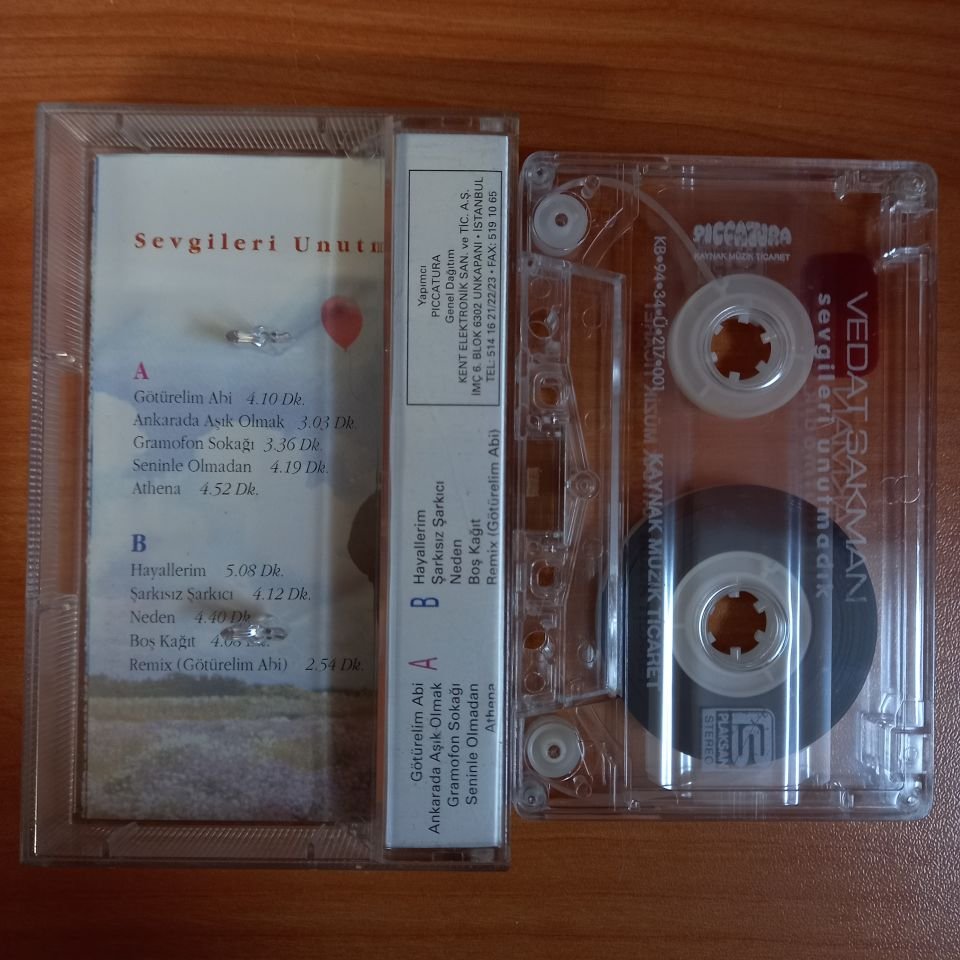 Sevgileri Unutm
A
Götürelim Abi 4.10 Dk.
Ankarada Aşık Olmak 3.03 Dk.
Gramofon Sokağı 3.36 Dk.
Seninle Olmadan 4.19 Dk.
Athena 4.52 Dk.
B
Hayallerim 5.08 Dk.
Şarkısız Şarkıcı 4.12 Dk.
Neden 4.40 Dk
Boş Kağıt
Remix (Götürelim Abi) 2.54 Dk.
Yapımcı
PICCATURA
Genel Dağıtım
KENT ELEKTRONİK SAN. ve TİC. A.Ş.
İMÇ 6. BLOK 6302 UNKAPANI • İSTANBUL
TEL: 514 16 21/22/23 • FAX: 519 10 65
A
Götürelim Abi
Ankarada Aşık Olmak
Gramofon Sokağı
Seninle Olmadan
Athena
B
Hayallerim
Şarkısız Şarkıcı
Neden
Boş Kağıt
Remix (Götürelim Abi)
PICCATURA
KAYNAK MÜZİK TİCARET
VEDAT SAKMAN
sevgileri unutmadık
KAYNAK MÜZİK TİCARET
PLAKSAN
STEREO